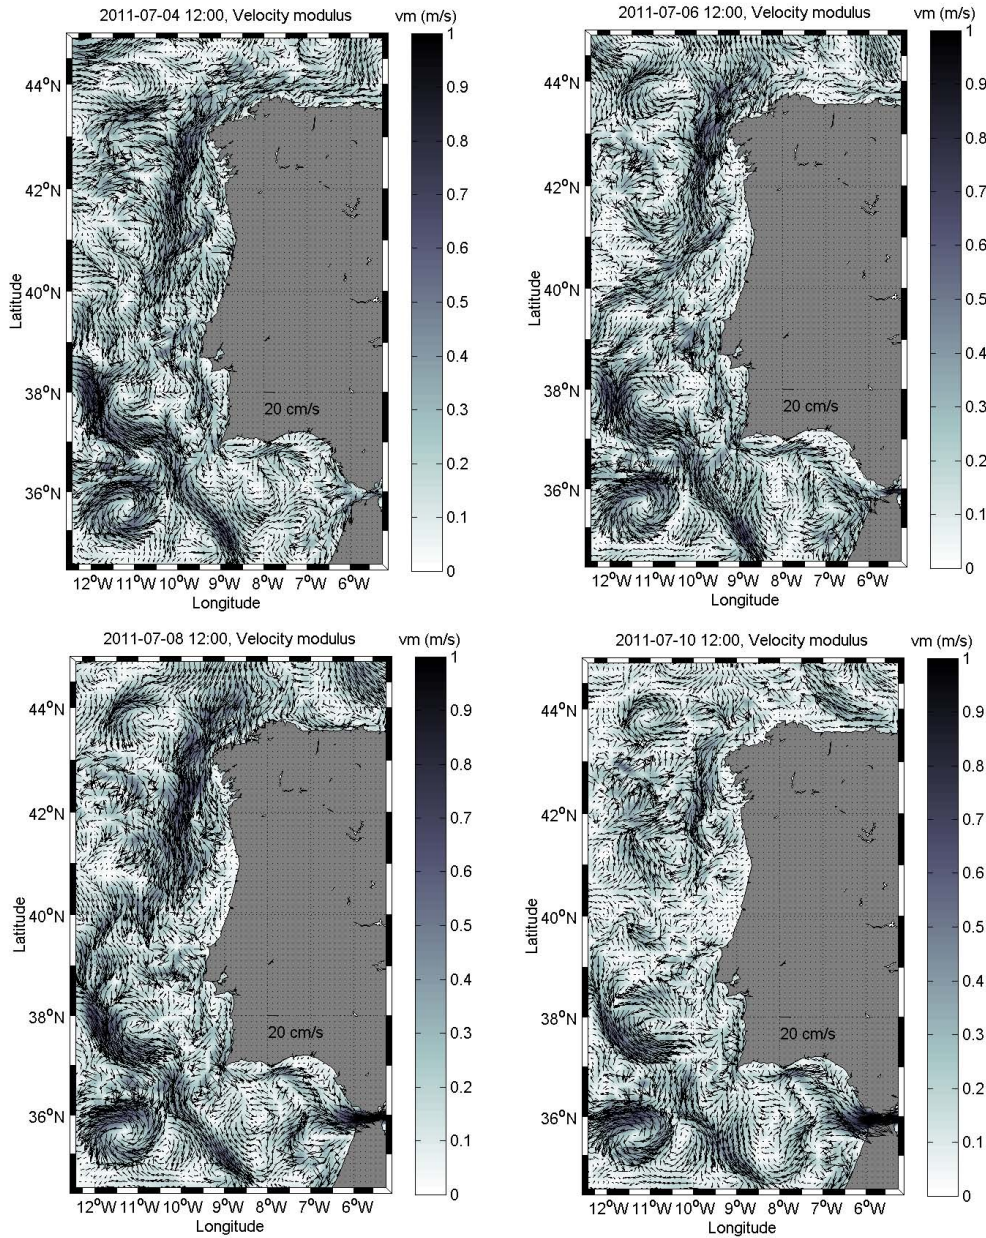 2011-07-04 12:00, Velocity modulus vm (m/s)
1
44°N
0.9
0.8
42°N
0.7
0.6
Latitude
40°N
0.5
0.4
38°N
20 cm/s
0.3
0.2
36°N
0.1
0
12°W 11°W 10°W 9°W 8°W 7°W 6°W
Longitude
2011-07-06 12:00, Velocity modulus vm (m/s)
1
44°N
0.9
0.8
42°N
0.7
0.6
Latitude
40°N
0.5
0.4
38°N
20 cm/s
0.3
0.2
36°N
0.1
0
12°W 11°W 10°W 9°W 8°W 7°W 6°W
Longitude
2011-07-08 12:00, Velocity modulus vm (m/s)
1
44°N
0.9
0.8
42°N
0.7
0.6
Latitude
40°N
0.5
0.4
38°N
20 cm/s
0.3
0.2
36°N
0.1
0
12°W 11°W 10°W 9°W 8°W 7°W 6°W
Longitude
2011-07-10 12:00, Velocity modulus vm (m/s)
1
44°N
0.9
0.8
42°N
0.7
0.6
Latitude
40°N
0.5
0.4
38°N
20 cm/s
0.3
0.2
36°N
0.1
0
12°W 11°W 10°W 9°W 8°W 7°W 6°W
Longitude